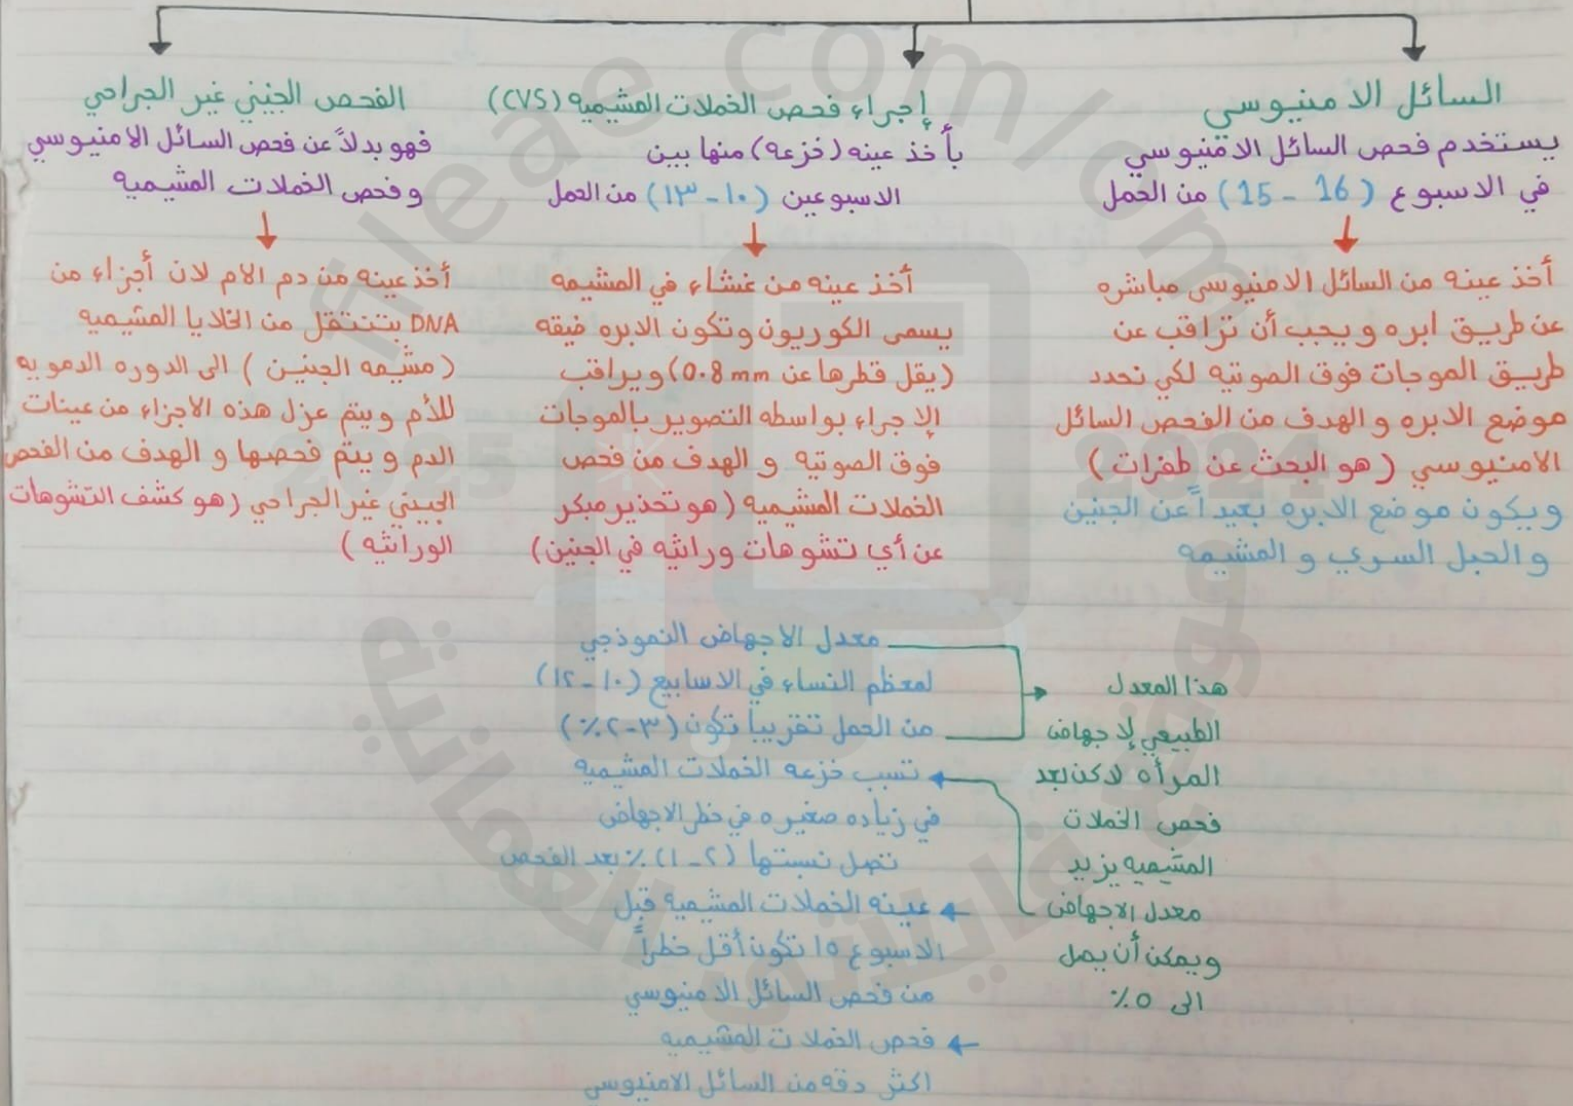 السائل الامنيوسي
يستخدم فحص السائل الامنيوسي
في الاسبوع (15 - 16) من الحمل
أخذ عينه من السائل الامنيوسي مباشره
عن طريق ابره ويجب أن تراقب عن
طريق الموجات فوق الصوتيه لكي نحدد
موضع الابره و الهدف من الفحص السائل
الامنيوسي (هو البحث عن طفرات)
ويكون موضع الابره بعيداً عن الجنين
و الحبل السري و المشيمه
إجراء فحص الخملات المشيميه (CVS)
بأخذ عينه (خزعه) منها بين
الاسبوعين (١٠-١٣) من الحمل
أخذ عينه من غشاء في المشيمه
يسمى الكوريون وتكون الابره ضيقه
(يقل قطرها عن 0.8 mm) ويراقب
الإجراء بواسطه التصوير بالموجات
فوق الصوتيه و الهدف من فحص
الخملات المشيميه (هو تحذير مبكر
عن أي تشوهات وراثيه في الجنين)
الفحص الجيني غير الجراحي
فهو بدلاً عن فحص السائل الامنيوسي
وفحص الخملات المشيميه
أخذ عينه من دم الام لان أجزاء من
DNA بتنتقل من الخلايا المشيميه
(مشيمه الجنين) الى الدوره الدمويه
للأم ويتم عزل هذه الاجزاء من عينات
الدم و يتم فحصها و الهدف من الفحص
الجيني غير الجراحي (هو كشف التشوهات
الوراثيه)
معدل الاجهاض النموذجي
لمعظم النساء في الاسابيع (١٠-١٢)
من الحمل تقريباً تكون (٣-٢٪)
تسبب خزعه الخملات المشيميه
في زياده صغيره في خطر الاجهاض
تصل نسبتها (٢-١)٪ بعد الفحص
عينه الخملات المشيميه قبل
الاسبوع ١٥ تكون أقل خطراً
من فحص السائل الامنيوسي
فحص الخملات المشيميه
اكثر دقه من السائل الامنيوسي
هذا المعدل
الطبيعي لإجهاض
المرأه لاكن بعد
فحص الخملات
المشيميه يزيد
معدل الاجهاض
ويمكن أن يصل
الى ٥٪
fileae.com/om
2024
2025